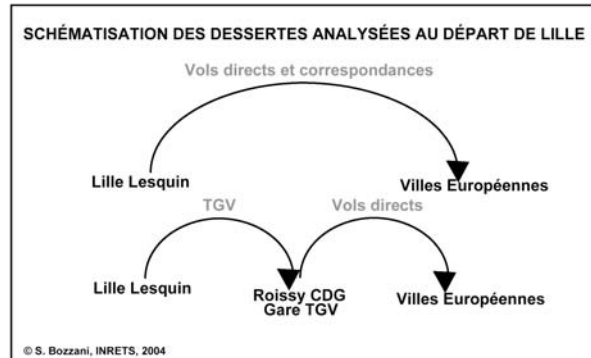 SCHÉMATISATION DES DESSERTES ANALYSÉES AU DÉPART DE LILLE
Vols directs et correspondances
Lille Lesquin
Villes Européennes
TGV
Vols directs
Lille Lesquin
Roissy CDG
Gare TGV
Villes Européennes
© S. Bozzani, INRETS, 2004